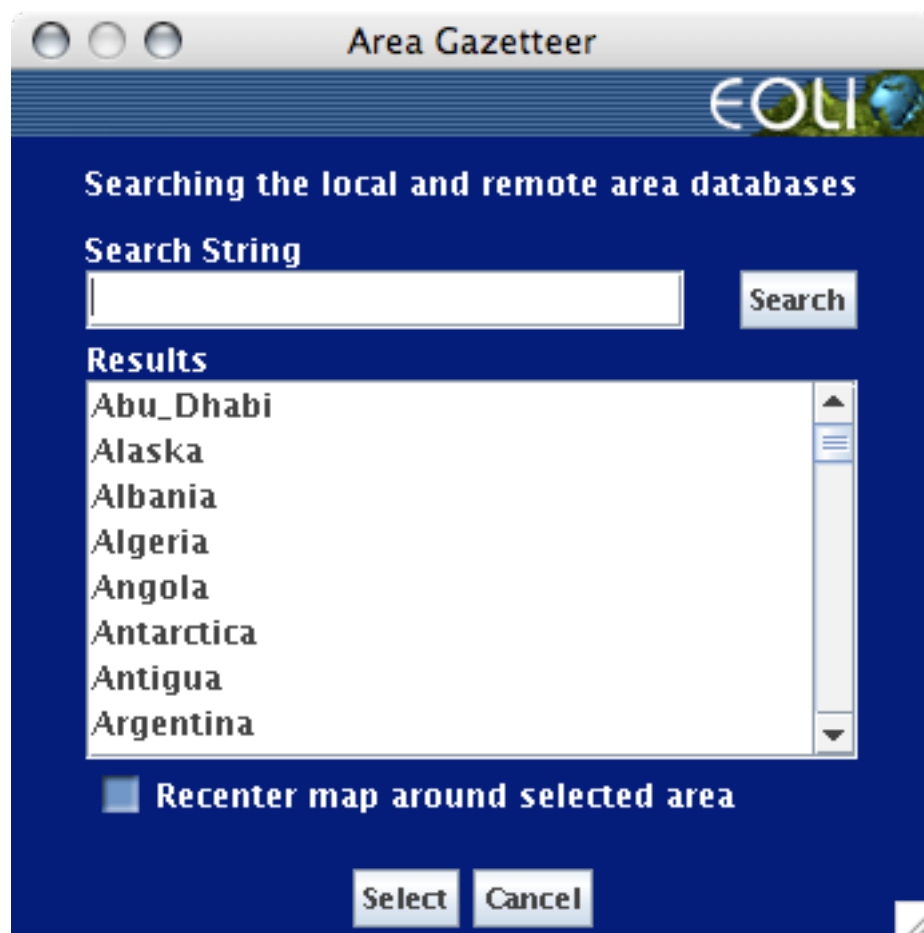 Area Gazetteer
EOLI
Searching the local and remote area databases
Search String
Search
Results
Abu_Dhabi
Alaska
Albania
Algeria
Angola
Antarctica
Antigua
Argentina
Recenter map around selected area
Select Cancel